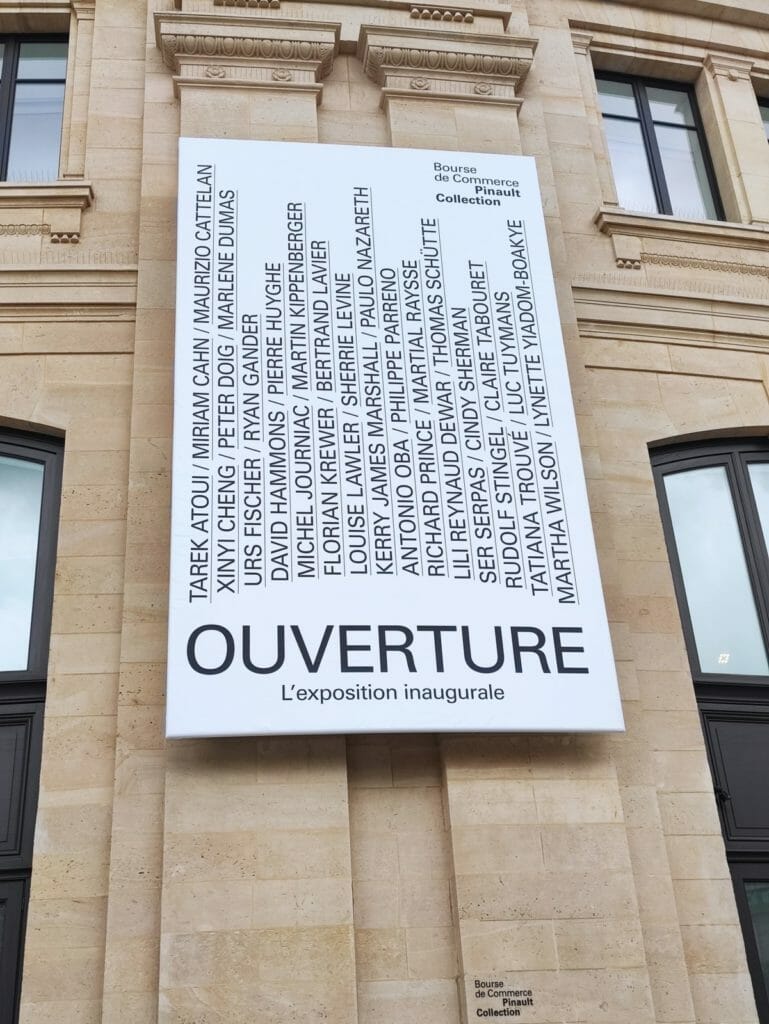 Bourse
de Commerce
Pinault
Collection
TAREK ATOUI / MIRIAM CAHN / MAURIZIO CATTELAN
XINYI CHENG / PETER DOIG / MARLENE DUMAS
URS FISCHER / RYAN GANDER
DAVID HAMMONS / PIERRE HUYGHE
MICHEL JOURNIAC / MARTIN KIPPENBERGER
FLORIAN KREWER / BERTRAND LAVIER
LOUISE LAWLER / SHERRIE LEVINE
KERRY JAMES MARSHALL / PAULO NAZARETH
ANTONIO OBA / PHILIPPE PARRENO
RICHARD PRINCE / MARTIAL RAYSSE
LILI REYNAUD DEWAR / THOMAS SCHÜTTE
SER SERPAS / CINDY SHERMAN
RUDOLF STINGEL / CLAIRE TABOURET
TATIANA TROUVÉ / LUC TUYMANS
MARTHA WILSON / LYNETTE YIADOM-BOAKYE
OUVERTURE
L'exposition inaugurale
Bourse
de Commerce
Pinault
Collection